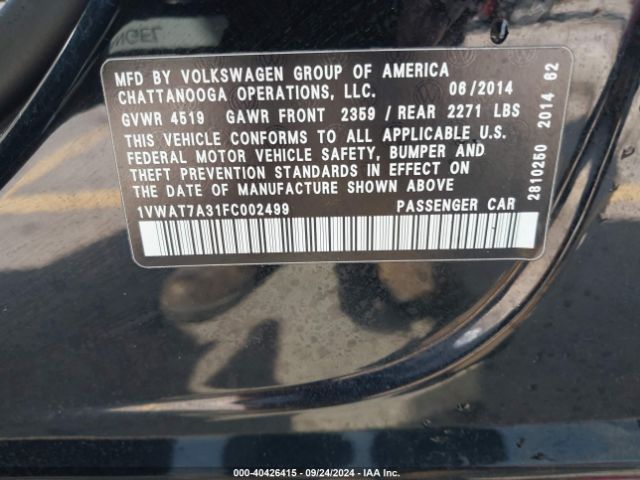 MFD BY VOLKSWAGEN GROUP OF AMERICA
CHATTANOOGA OPERATIONS, LLC. 06/2014
GVWR 4519 GAWR FRONT 2359 / REAR 2271 LBS
THIS VEHICLE CONFORMS TO ALL APPLICABLE U.S.
FEDERAL MOTOR VEHICLE SAFETY, BUMPER AND
THEFT PREVENTION STANDARDS IN EFFECT ON
THE DATE OF MANUFACTURE SHOWN ABOVE
1VWAT7A31FC002499 PASSENGER CAR
2810250 2014 62
000-40426415 - 09/24/2024 - IAA Inc.